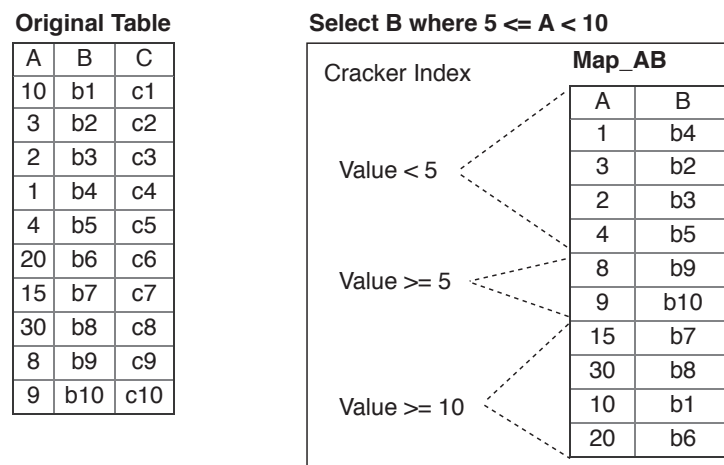 Original Table
A B C
10 b1 c1
3 b2 c2
2 b3 c3
1 b4 c4
4 b5 c5
20 b6 c6
15 b7 c7
30 b8 c8
8 b9 c9
9 b10 c10
Select B where 5 <= A < 10
Cracker Index
Value < 5
Value >= 5
Value >= 10
Map_AB
A B
1 b4
3 b2
2 b3
4 b5
8 b9
9 b10
15 b7
30 b8
10 b1
20 b6